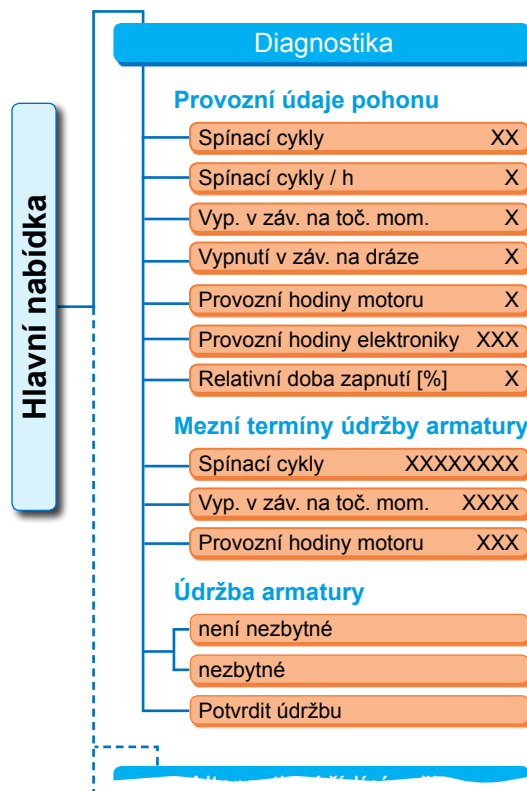 Hlavní nabídka
Diagnostika
Provozní údaje pohonu
Spínací cykly XX
Spínací cykly / h X
Vyp. v záv. na toč. mom. X
Vypnutí v záv. na dráze X
Provozní hodiny motoru X
Provozní hodiny elektroniky XXX
Relativní doba zapnutí [%] X
Mezní termíny údržby armatury
Spínací cykly XXXXXXXX
Vyp. v záv. na toč. mom. XXXX
Provozní hodiny motoru XXX
Údržba armatury
není nezbytné
nezbytné
Potvrdit údržbu